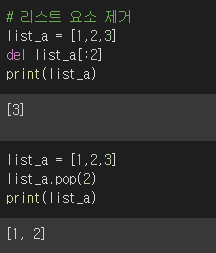 # 리스트 요소 제거
list_a = [1,2,3]
del list_a[:2]
print(list_a)
[3]
list_a = [1,2,3]
list_a.pop(2)
print(list_a)
[1, 2]